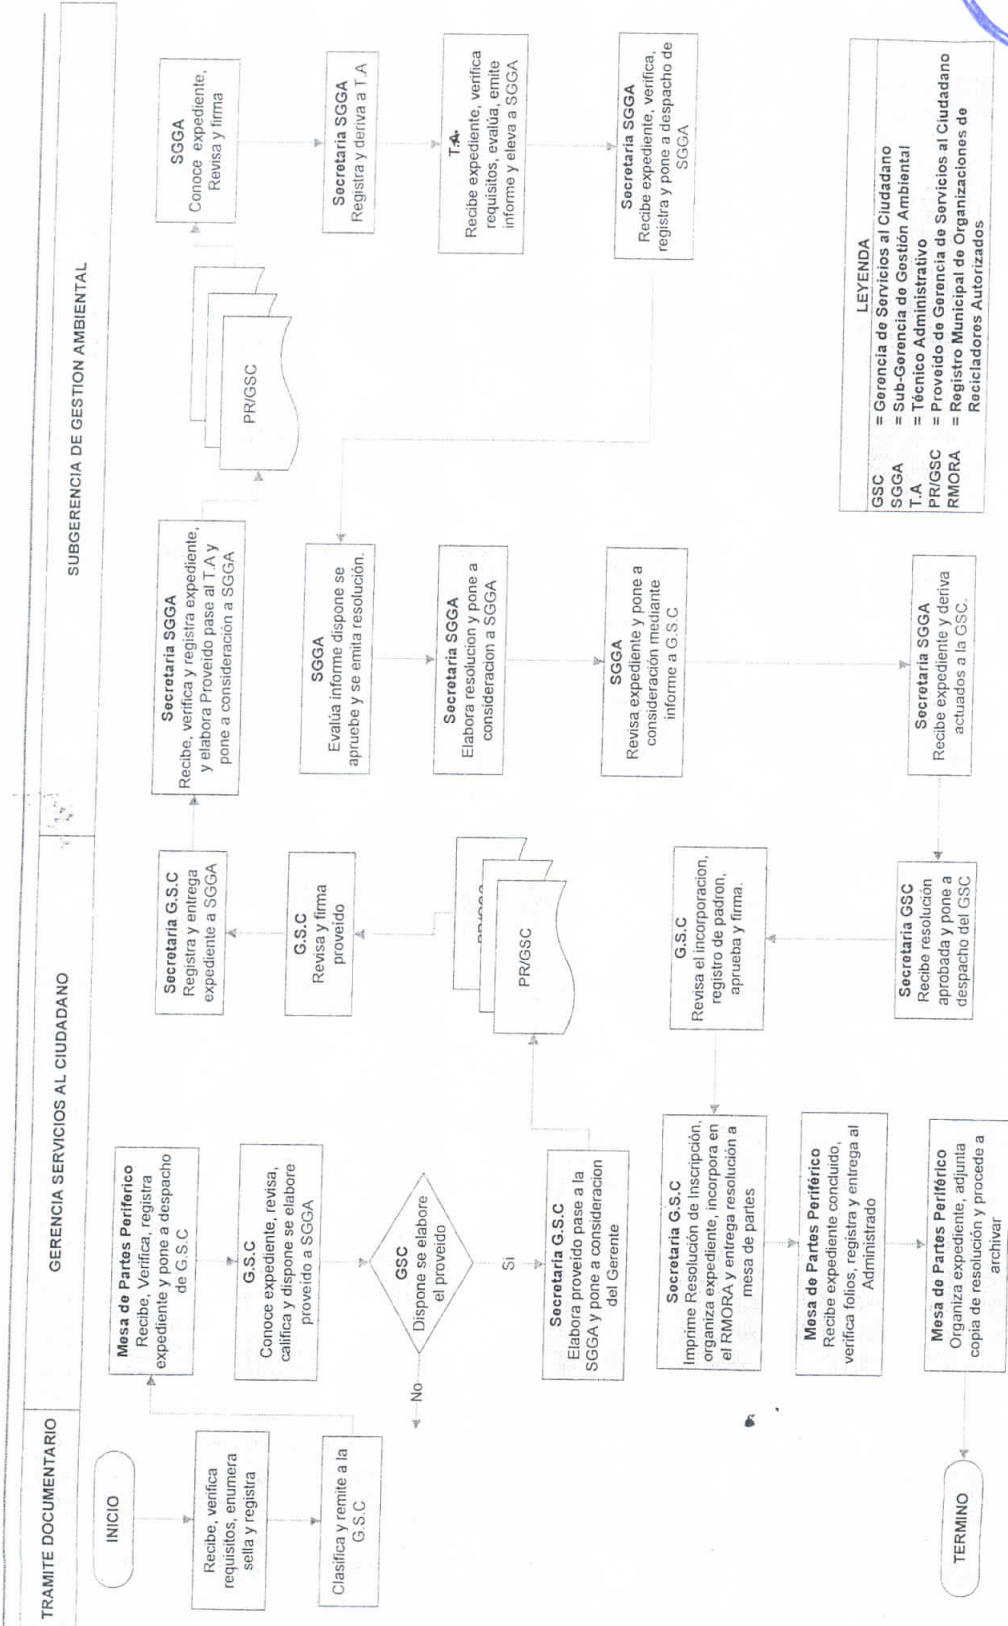 TRAMITE DOCUMENTARIO
GERENCIA SERVICIOS AL CIUDADANO
SUBGERENCIA DE GESTION AMBIENTAL
INICIO
Recibe, verifica
requisitos, enumera
sella y registra
Clasifica y remite a la
G.S.C
Mesa de Partes Periferico
Recibe, Verifica, registra
expediente y pone a despacho
de G.S.C
G.S.C
Conoce expediente, revisa,
califica y dispone se elabore
proveido a SGGA
GSC
Dispone se elabore
el proveido
No
Si
Secretaria G.S.C
Elabora proveido pase a la
SGGA y pone a consideracion
del Gerente
PR/GSC
PR/GSC
G.S.C
Revisa y firma
proveído
Secretaria G.S.C
Registra y entrega
expediente a SGGA
Secretaria SGGA
Recibe, verifica y registra expediente,
y elabora Proveido pase al T.A y
pone a consideración a SGGA
PR/GSC
SGGA
Conoce expediente,
Revisa y firma
Secretaria SGGA
Registra y deriva a T.A
T.A.
Recibe expediente, verifica
requisitos, evalúa, emite
informe y eleva a SGGA
Secretaria SGGA
Recibe expediente, verifica,
registra y pone a despacho de
SGGA
SGGA
Evalúa informe dispone se
apruebe y se emita resolución.
Secretaria SGGA
Elabora resolucion y pone a
consideracion a SGGA
SGGA
Revisa expediente y pone a
consideración mediante
informe a G.S.C
Secretaria SGGA
Recibe expediente y deriva
actuados a la GSC.
Secretaria GSC
Recibe resolución
aprobada y pone a
despacho del GSC
G.S.C
Revisa el incorporacion,
registro de padron,
aprueba y firma.
Secretaria G.S.C
Imprime Resolución de Inscripción,
organiza expediente, incorpora en
el RMORA y entrega resolución a
mesa de partes
Mesa de Partes Periférico
Recibe expediente concluido,
verifica folios, registra y entrega al
Administrado
Mesa de Partes Periférico
Organiza expediente, adjunta
copia de resolución y procede a
archivar
TERMINO
LEYENDA
GSC = Gerencia de Servicios al Ciudadano
SGGA = Sub-Gerencia de Gestión Ambiental
T.A = Técnico Administrativo
PR/GSC = Proveido de Gerencia de Servicios al Ciudadano
RMORA = Registro Municipal de Organizaciones de
Recicladores Autorizados